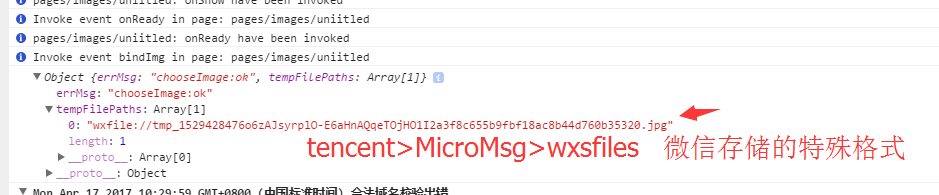 pages/images/uniitled: onShow have been invoked
Invoke event onReady in page: pages/images/uniitled
pages/images/uniitled: onReady have been invoked
Invoke event bindImg in page: pages/images/uniitled
Object {errMsg: "chooseImage:ok", tempFilePaths: Array[1]}
errMsg: "chooseImage:ok"
tempFilePaths: Array[1]
0: "wxfile://tmp_1529428476o6zAJsyrplO-E6aHnAQqeTOjHO1I2a3f8c655b9fbf18ac8b44d760b35320.jpg"
length: 1
__proto__: Array[0]
__proto__: Object
tencent>MicroMsg>wxsfiles 微信存储的特殊格式
Mon Apr 17 2017 10:29:59 GMT+0800 (中国标准时间) 合法域名校验出错